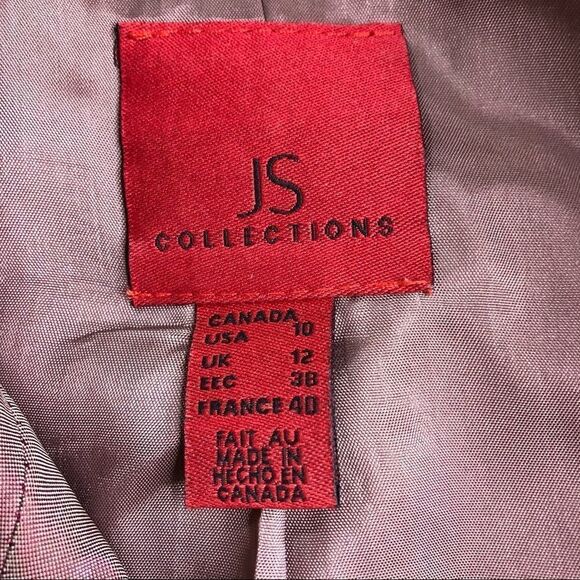 JS
COLLECTIONS
CANADA
USA 10
UK 12
EEC 38
FRANCE 40
FAIT AU
MADE IN
HECHO EN
CANADA